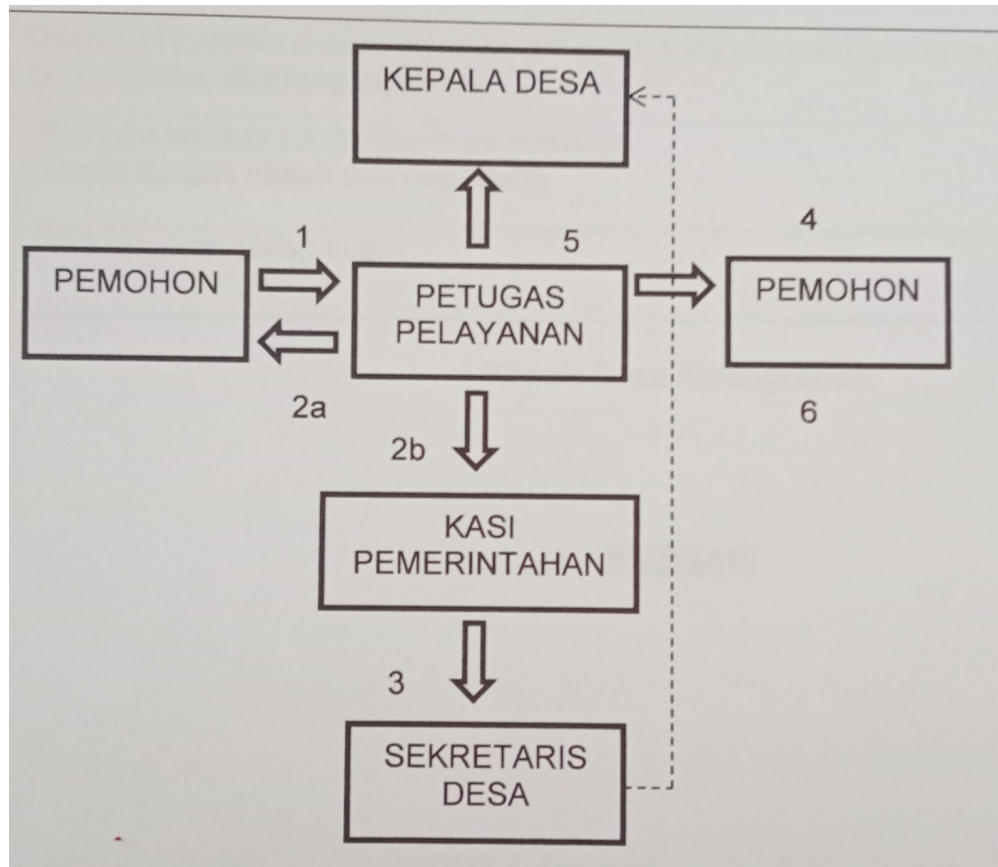 KEPALA DESA
1
5
4
PEMOHON
PETUGAS
PELAYANAN
PEMOHON
2a
2b
6
KASI
PEMERINTAHAN
3
SEKRETARIS
DESA